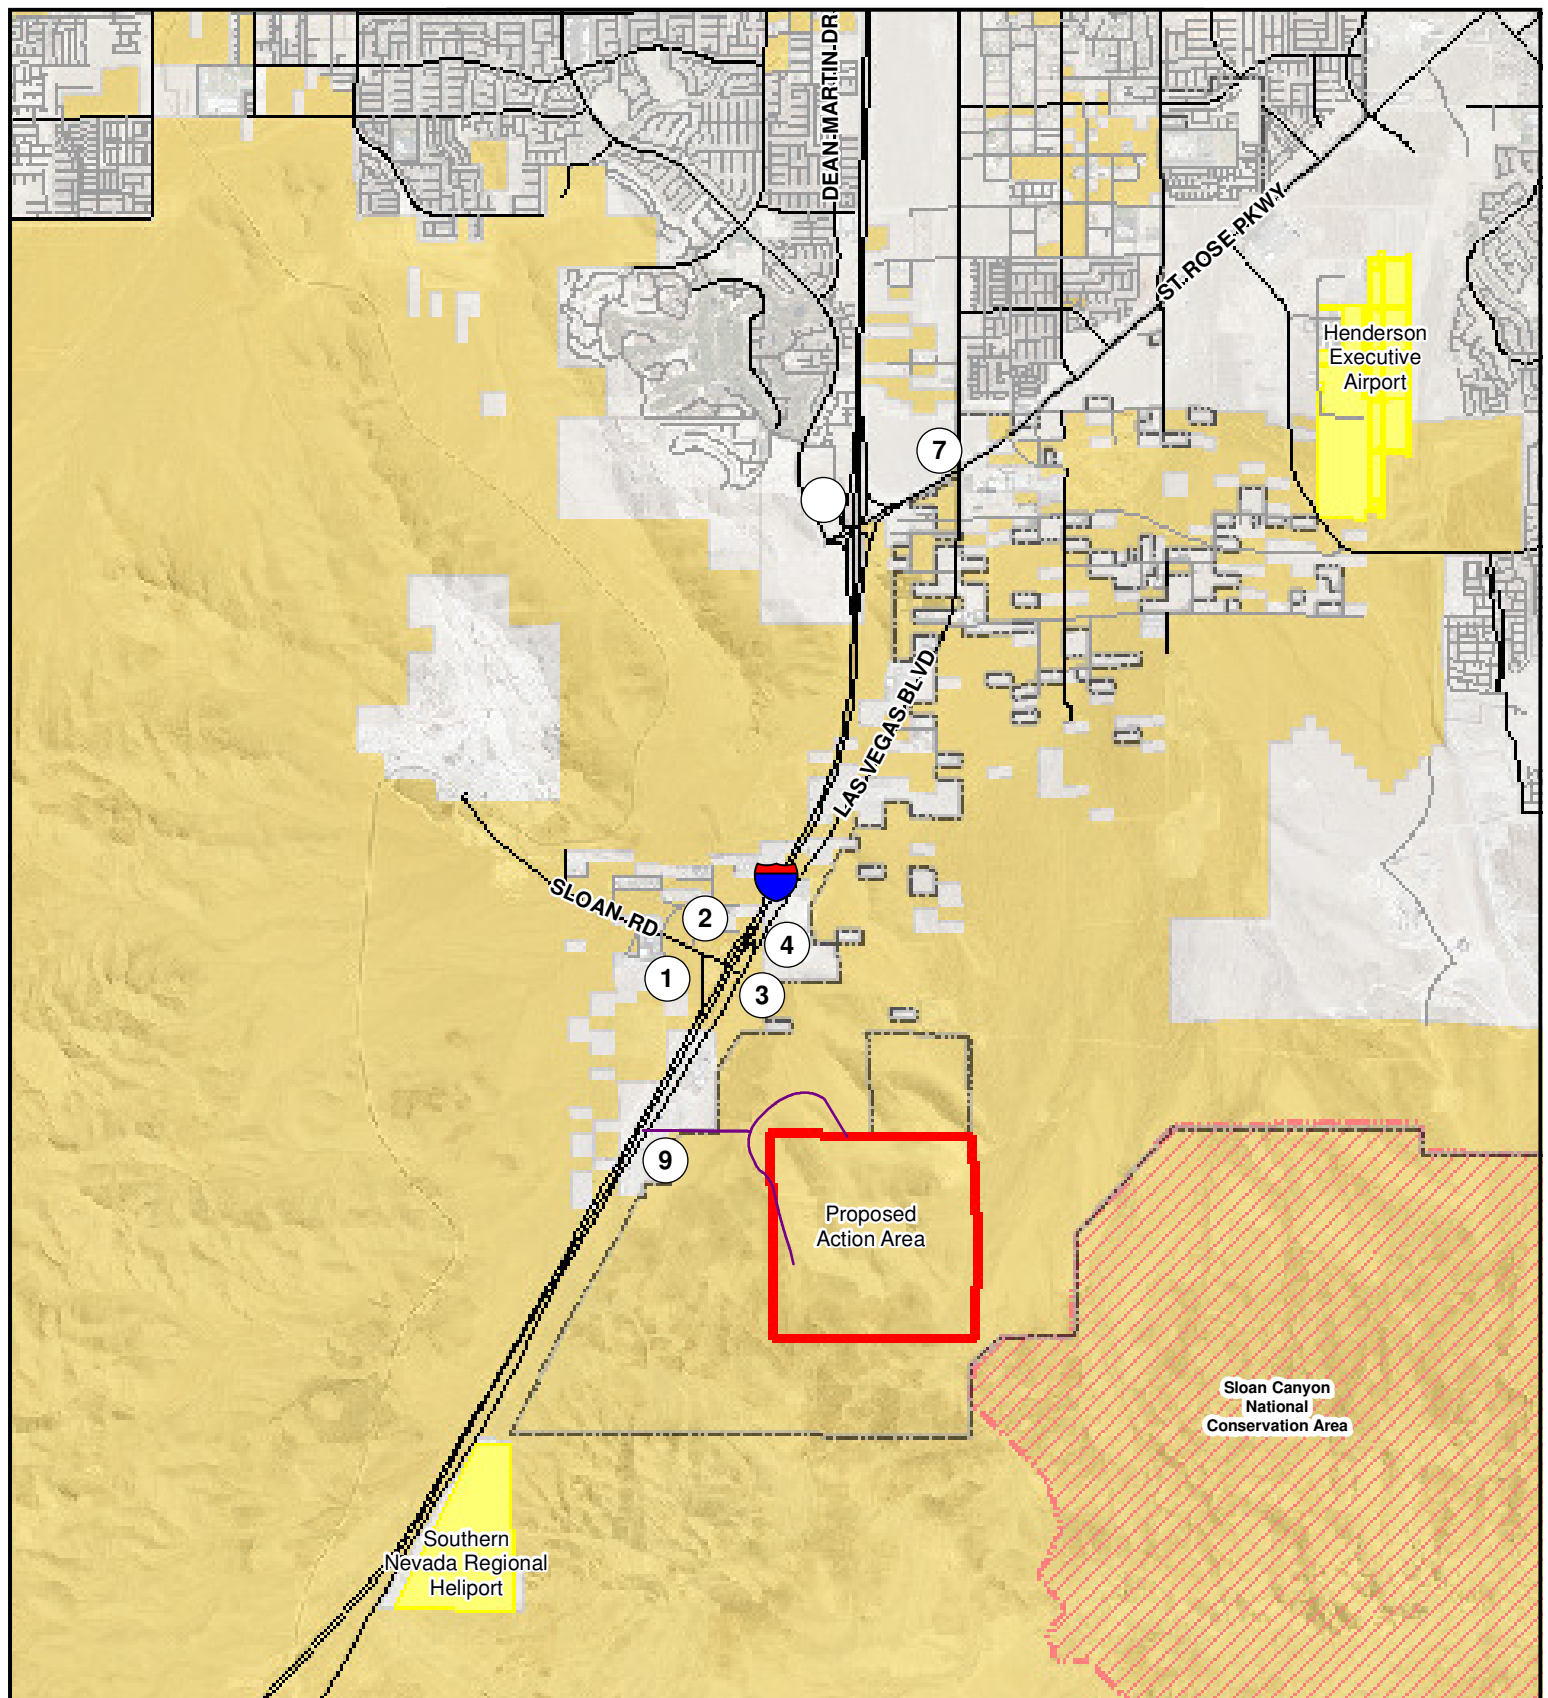 DEAN MARTIN DR
ST ROSE PKWY
Henderson
Executive
Airport
7
LAS VEGAS BLVD
SLOAN RD
2
4
1
3
9
Proposed
Action Area
Sloan Canyon
National
Conservation Area
Southern
Nevada Regional
Heliport